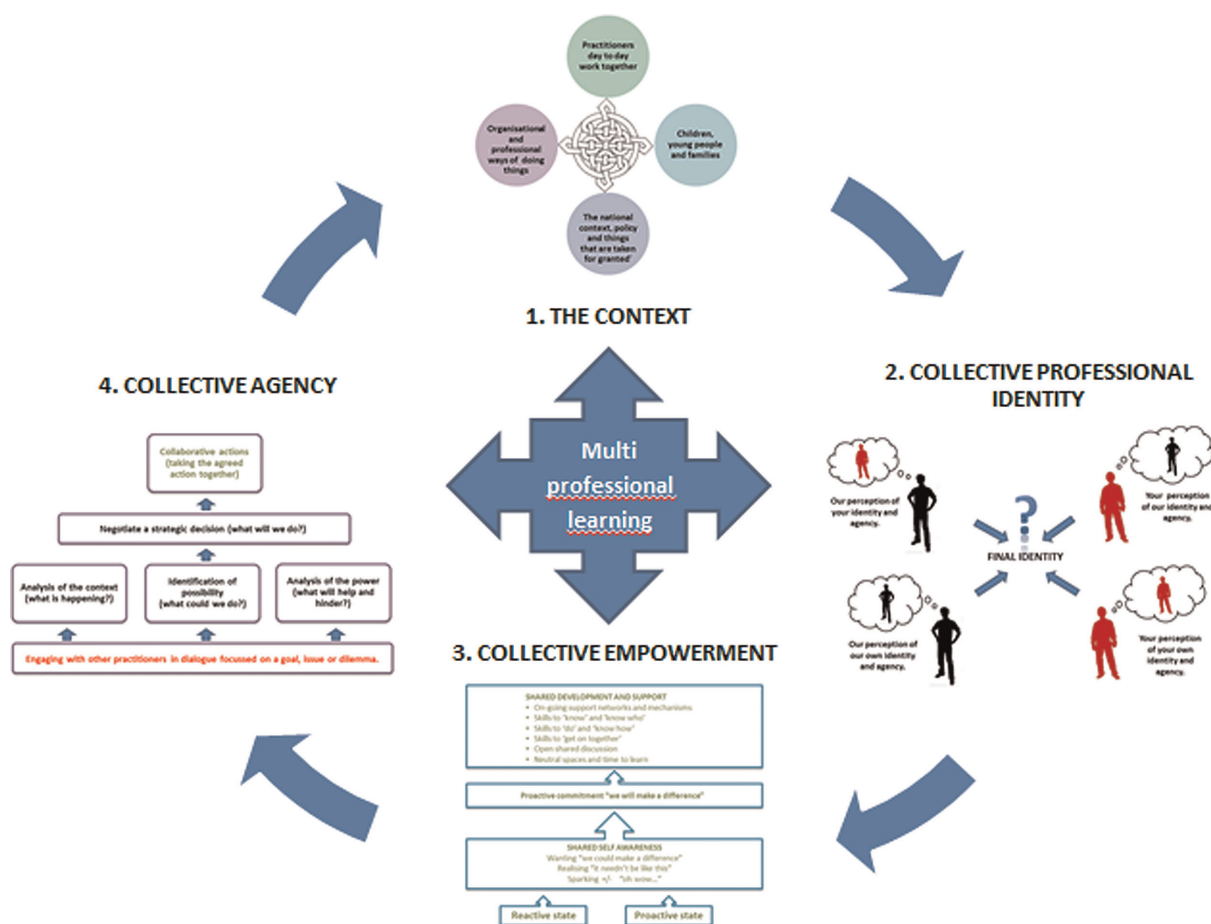 Practitioners
day to day
work together
Organisational
and
professional
ways of doing
things
Children,
young people
and families
The national
context, policy
and things
that are taken
for granted'
1. THE CONTEXT
2. COLLECTIVE PROFESSIONAL
IDENTITY
Our perception of
your identity and
agency.
Your perception
of our identity and
agency.
?
FINAL IDENTITY
Our perception of
our own identity
and agency.
Your
perception
of your own
identity and
agency.
Multi
professional
learning
3. COLLECTIVE EMPOWERMENT
SHARED DEVELOPMENT AND SUPPORT
• On-going support networks and mechanisms
• Skills to 'know' and 'know who'
• Skills to 'do' and 'know how'
• Skills to 'get on together'
• Open shared discussion
• Neutral spaces and time to learn
Proactive commitment "we will make a difference"
SHARED SELF AWARENESS
Wanting "we could make a difference"
Realising "it needn't be like this"
Sparking +/- "oh wow..."
Reactive state
Proactive state
4. COLLECTIVE AGENCY
Collaborative actions
(taking the agreed
action together)
Negotiate a strategic decision (what will we do?)
Analysis of the context
(what is happening?)
Identification of
possibility
(what could we do?)
Analysis of the power
(what will help and
hinder?)
Engaging with other practitioners in dialogue focussed on a goal, issue or dilemma.